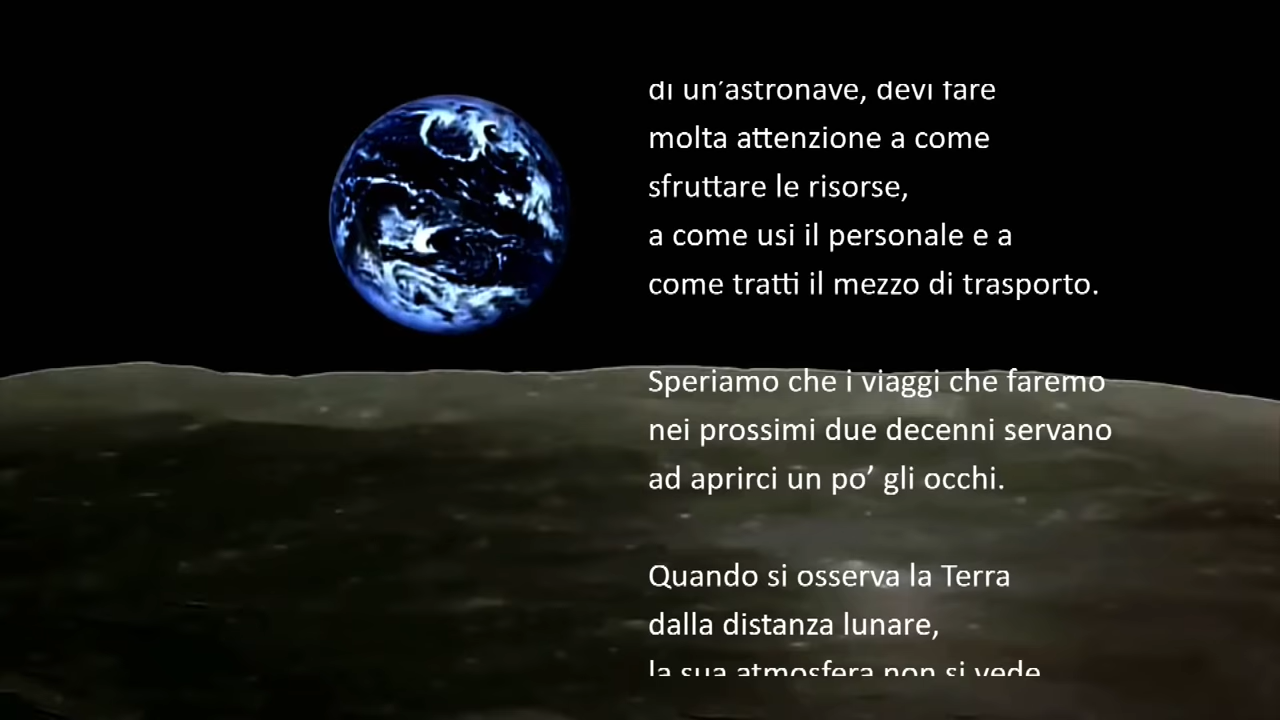 di un’astronave, devi fare
molta attenzione a come
sfruttare le risorse,
a come usi il personale e a
come tratti il mezzo di trasporto.
Speriamo che i viaggi che faremo
nei prossimi due decenni servano
ad aprirci un po’ gli occhi.
Quando si osserva la Terra
dalla distanza lunare,
la sua atmosfera non si vede